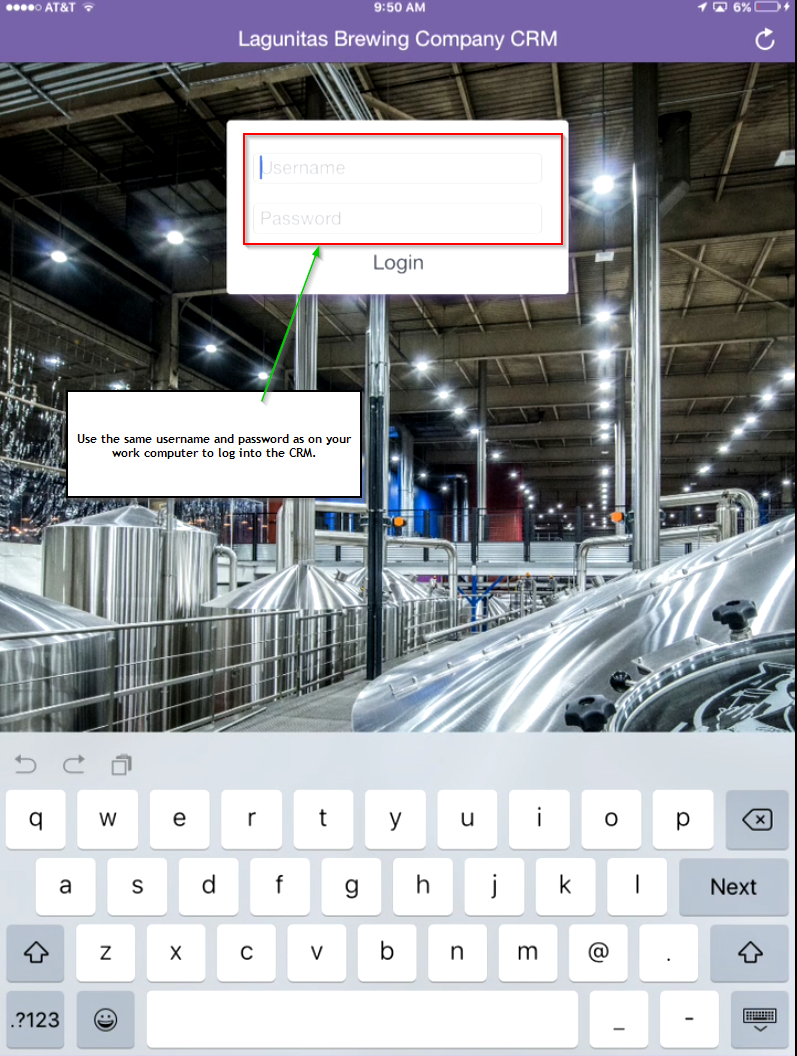 AT&T 9:50 AM 6%
Lagunitas Brewing Company CRM
Username
Password
Login
Use the same username and password as on your
work computer to log into the CRM.
q w e r t y u i o p
a s d f g h j k l Next
z x c v b n m @ .
.?123 _ -